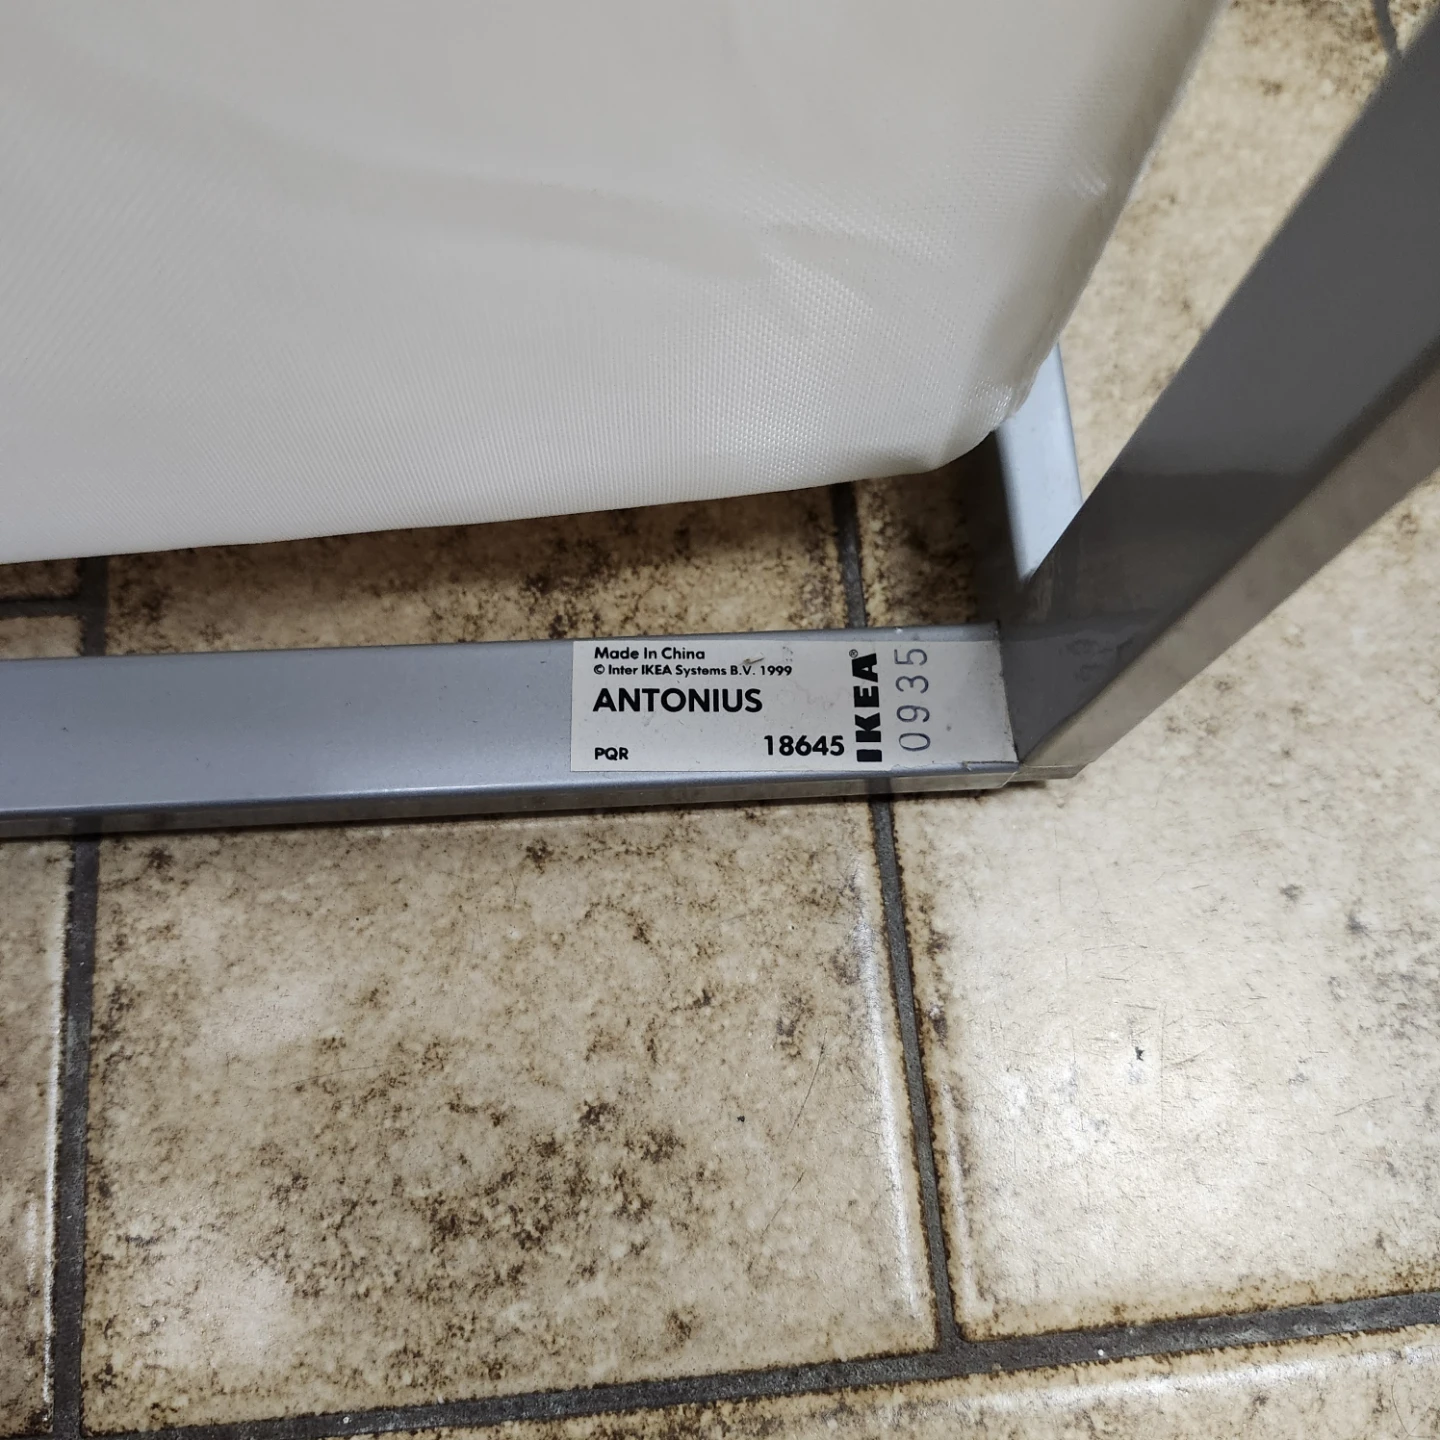 Made In China
© Inter IKEA Systems B.V. 1999
ANTONIUS
PQR
18645
IKEA®
0935